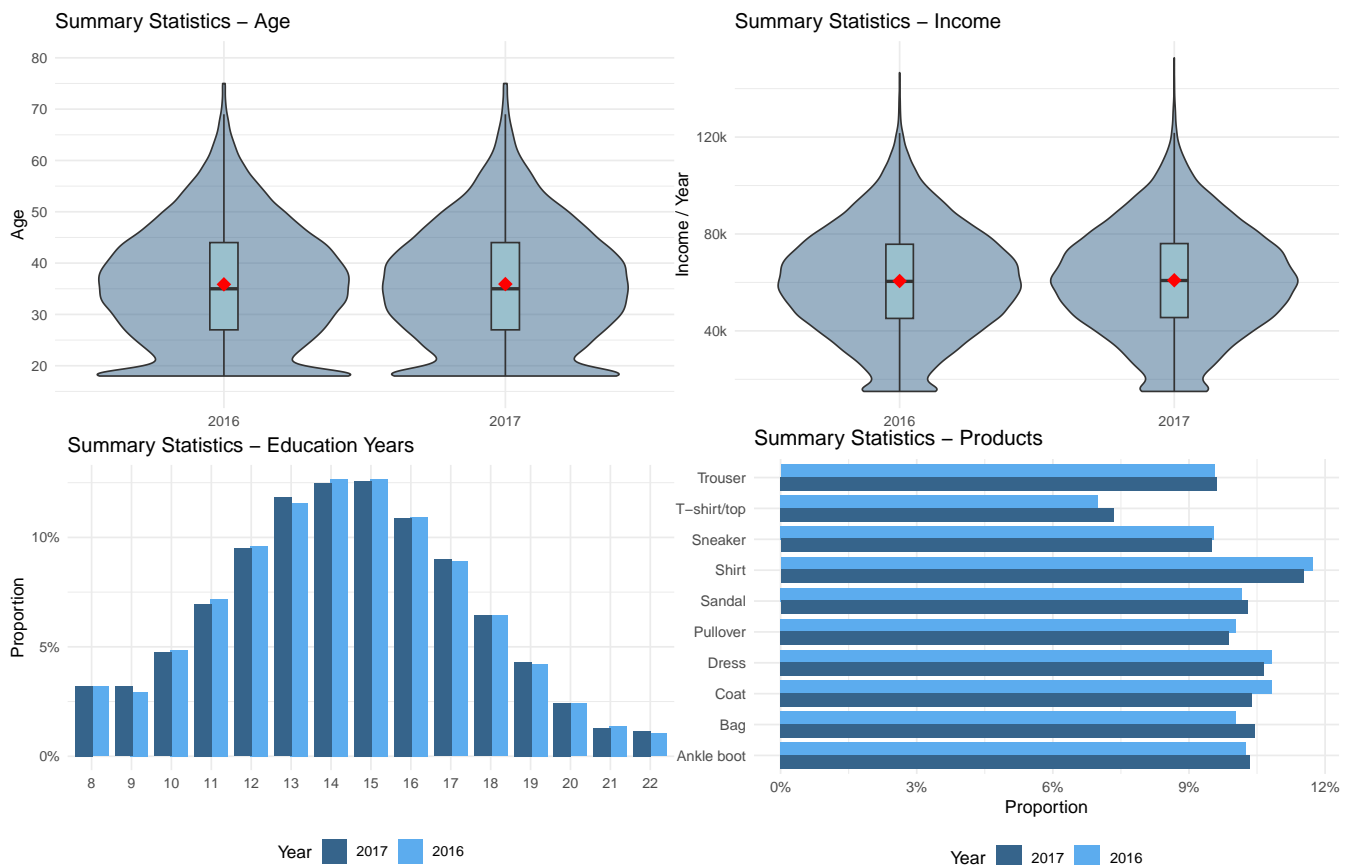 Summary Statistics – Age
80
70
60
50
40
30
20
Age
2016
2017
Summary Statistics – Income
120k
80k
40k
Income / Year
2016
2017
Summary Statistics – Education Years
10%
5%
0%
Proportion
8 9 10 11 12 13 14 15 16 17 18 19 20 21 22
Year 2017 2016
Summary Statistics – Products
Trouser
T−shirt/top
Sneaker
Shirt
Sandal
Pullover
Dress
Coat
Bag
Ankle boot
0% 3% 6% 9% 12%
Proportion
Year 2017 2016